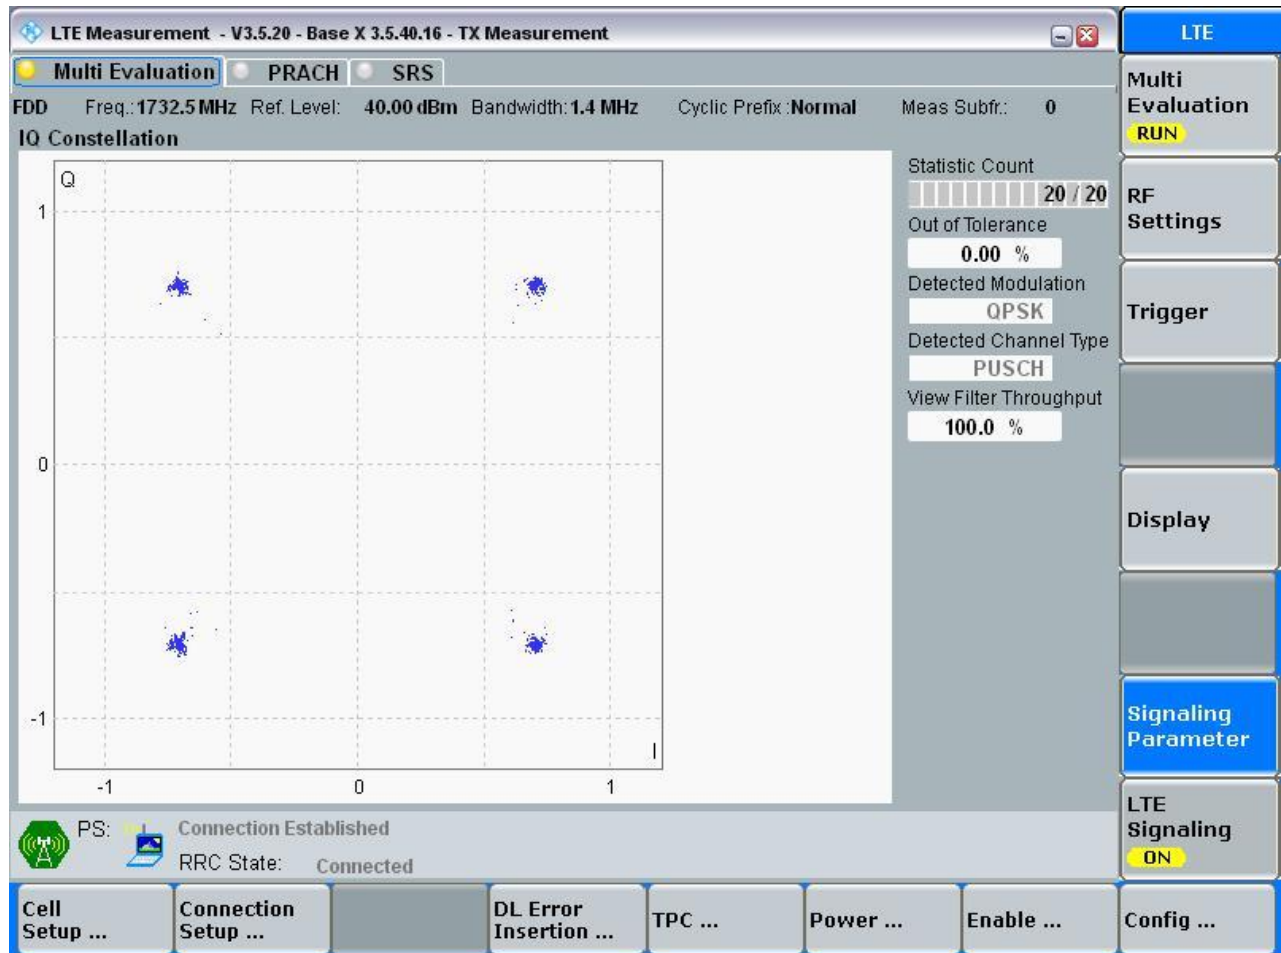 LTE Measurement - V3.5.20 - Base X 3.5.40.16 - TX Measurement
LTE
Multi Evaluation PRACH SRS
FDD Freq.: 1732.5 MHz Ref. Level: 40.00 dBm Bandwidth: 1.4 MHz Cyclic Prefix : Normal Meas Subfr.: 0
IQ Constellation
Q
1
0
-1
I
-1 0 1
Statistic Count
20 / 20
Out of Tolerance
0.00 %
Detected Modulation
QPSK
Detected Channel Type
PUSCH
View Filter Throughput
100.0 %
Multi
Evaluation
RUN
RF
Settings
Trigger
Display
Signaling
Parameter
LTE
Signaling
ON
PS: Connection Established
RRC State: Connected
Cell
Setup ...
Connection
Setup ...
DL Error
Insertion ...
TPC ...
Power ...
Enable ...
Config ...